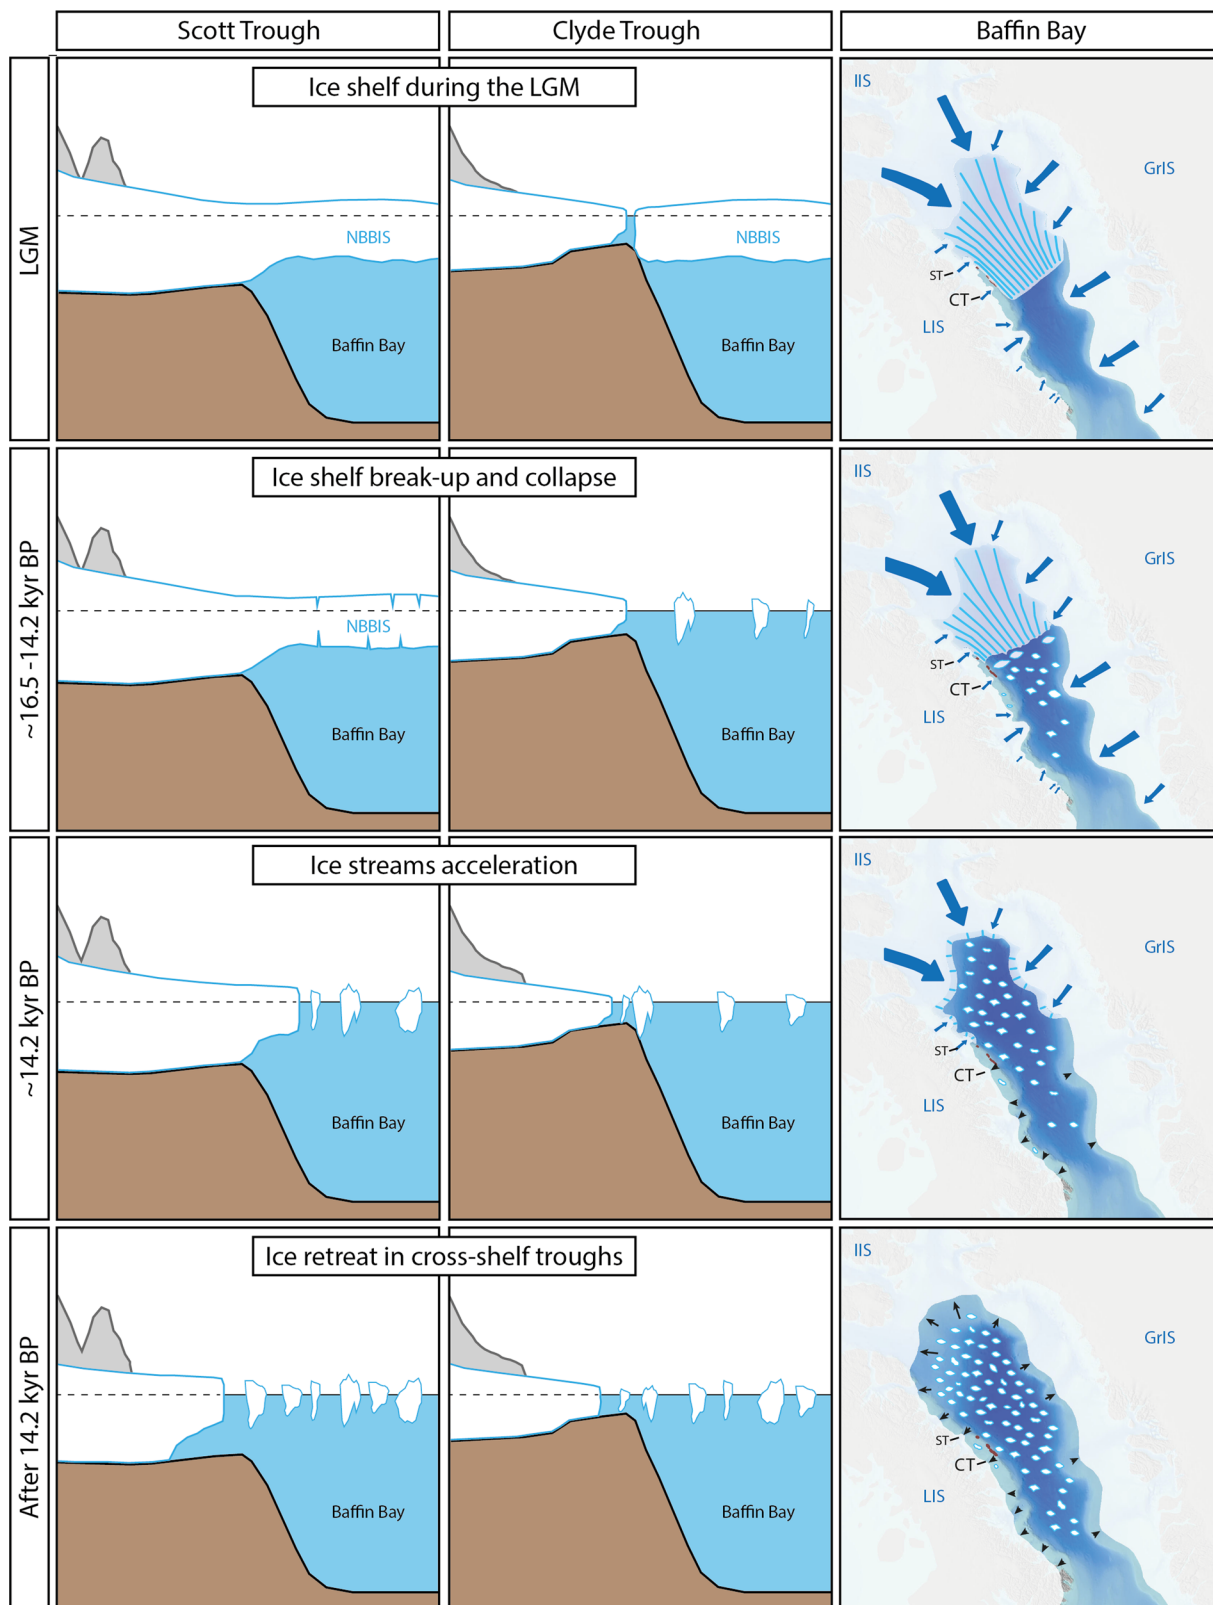 Scott Trough
Clyde Trough
Baffin Bay
LGM
Ice shelf during the LGM
NBBIS
Baffin Bay
NBBIS
Baffin Bay
IIS
GrIS
ST
CT
LIS
~16.5 -14.2 kyr BP
Ice shelf break-up and collapse
NBBIS
Baffin Bay
Baffin Bay
IIS
GrIS
ST
CT
LIS
~14.2 kyr BP
Ice streams acceleration
Baffin Bay
Baffin Bay
IIS
GrIS
ST
CT
LIS
After 14.2 kyr BP
Ice retreat in cross-shelf troughs
Baffin Bay
Baffin Bay
IIS
GrIS
ST
CT
LIS